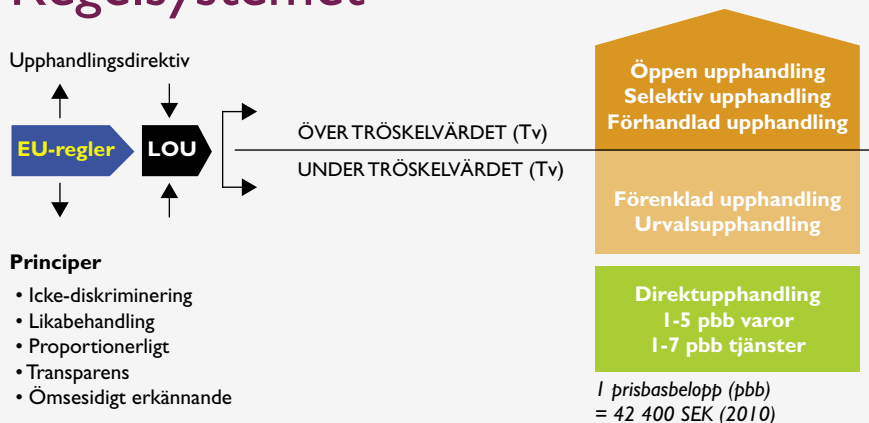 Regelsystemet
Upphandlingsdirektiv
EU-regler
LOU
ÖVER TRÖSKELVÄRDET (Tv)
UNDER TRÖSKELVÄRDET (Tv)
Principer
• Icke-diskriminering
• Likabehandling
• Proportionerligt
• Transparens
• Ömsesidigt erkännande
Öppen upphandling
Selektiv upphandling
Förhandlad upphandling
Förenklad upphandling
Urvalsupphandling
Direktupphandling
1-5 pbb varor
1-7 pbb tjänster
1 prisbasbelopp (pbb)
= 42 400 SEK (2010)